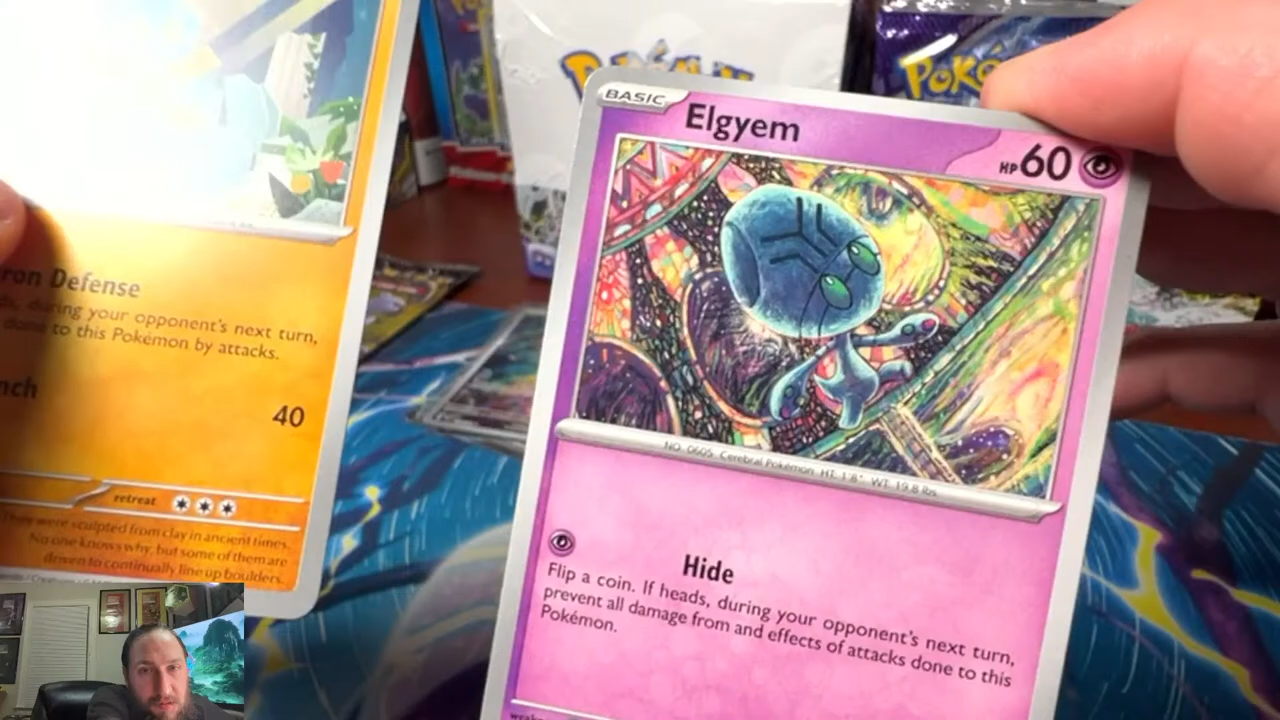 BASIC
Elgyem
HP 60
NO. 0605 Cerebral Pokémon HT: 1'8" WT: 19.8 lbs.
Hide
Flip a coin. If heads, during your opponent's next turn,
prevent all damage from and effects of attacks done to this
Pokémon.
ron Defense
during your opponent's next turn,
done to this Pokémon by attacks.
nch
40
retreat
They were sculpted from clay in ancient times.
No one knows why, but some of them are
driven to continually line up boulders.
POKé